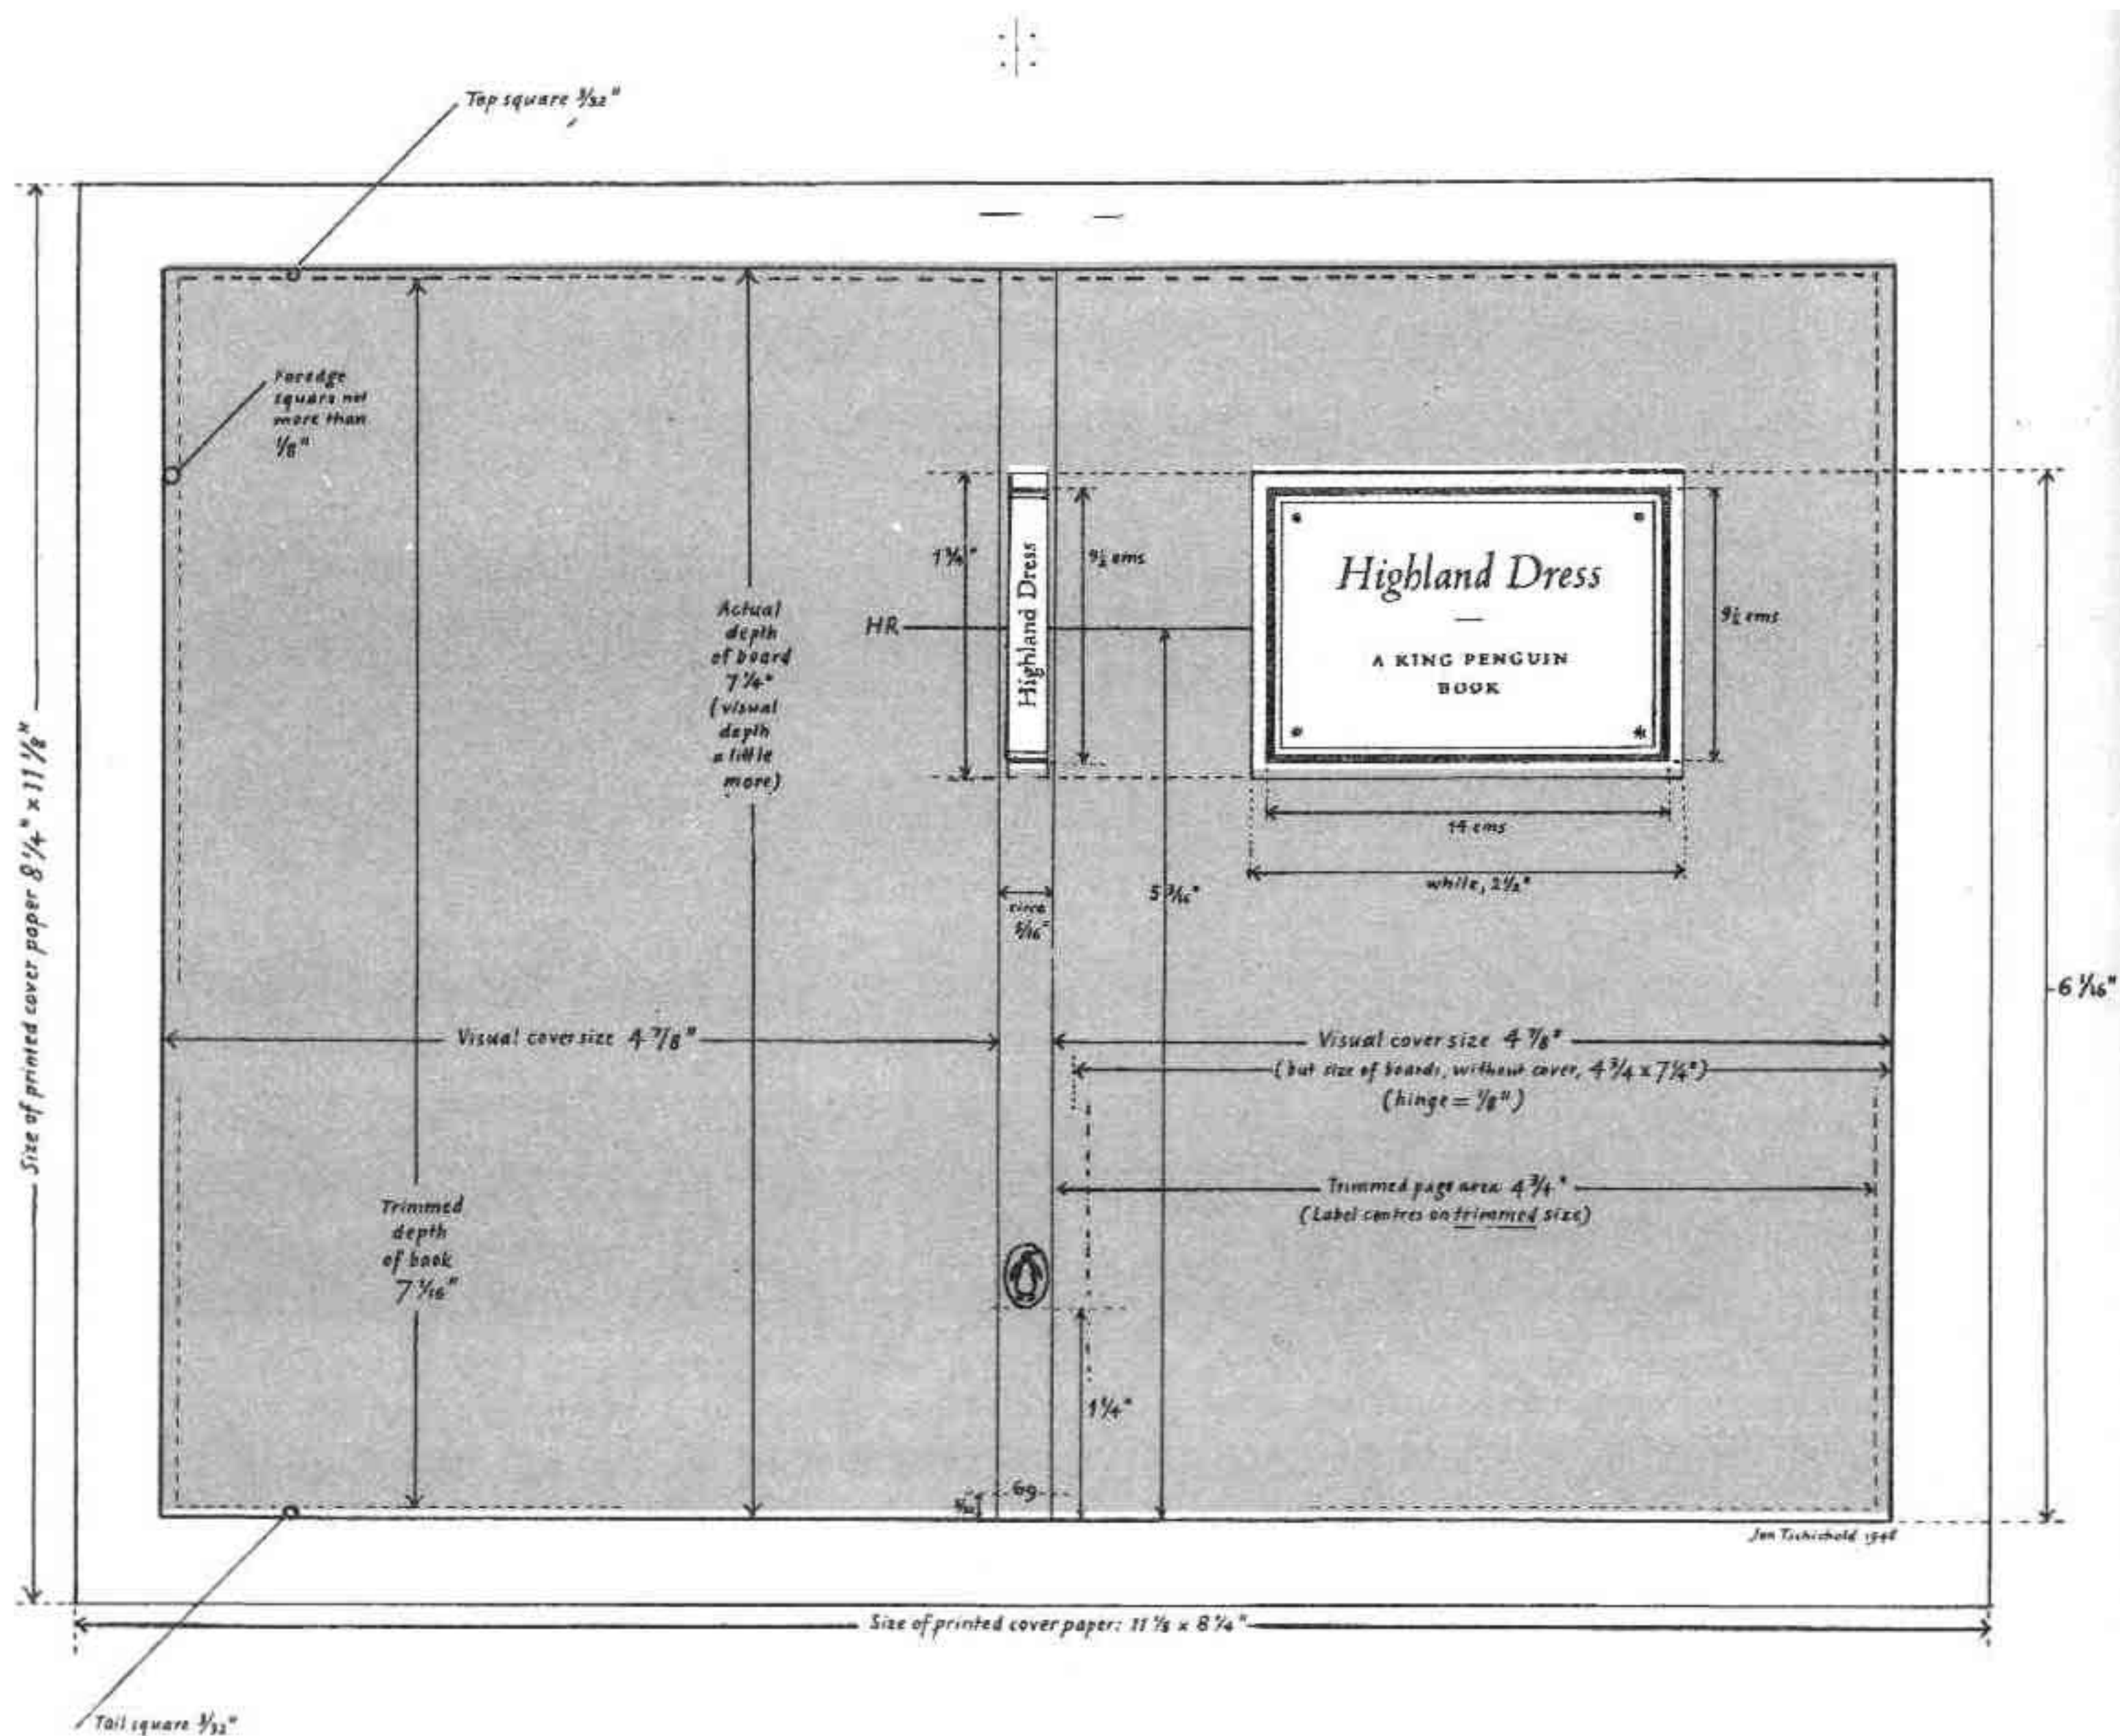 Top square 3/32"
Foredge
square not
more than
1/8"
Size of printed cover paper 8 1/4" x 11 1/8"
Actual
depth
of board
7 1/4"
(visual
depth
a little
more)
HR
1 3/4"
Highland Dress
9½ ems
Highland Dress
A KING PENGUIN
BOOK
9½ ems
14 ems
white, 2½"
circa
5/16"
5 3/16"
6 1/16"
Visual cover size 4 7/8"
Visual cover size 4 7/8"
(but size of boards, without cover, 4 3/4 x 7 1/4")
(hinge = 1/8")
Trimmed page area 4 3/4"
(Label centres on trimmed size)
Trimmed
depth
of book
7 1/16"
1 1/4"
69
Jan Tschichold 1948
Size of printed cover paper: 11 1/8 x 8 1/4"
Tail square 3/32"